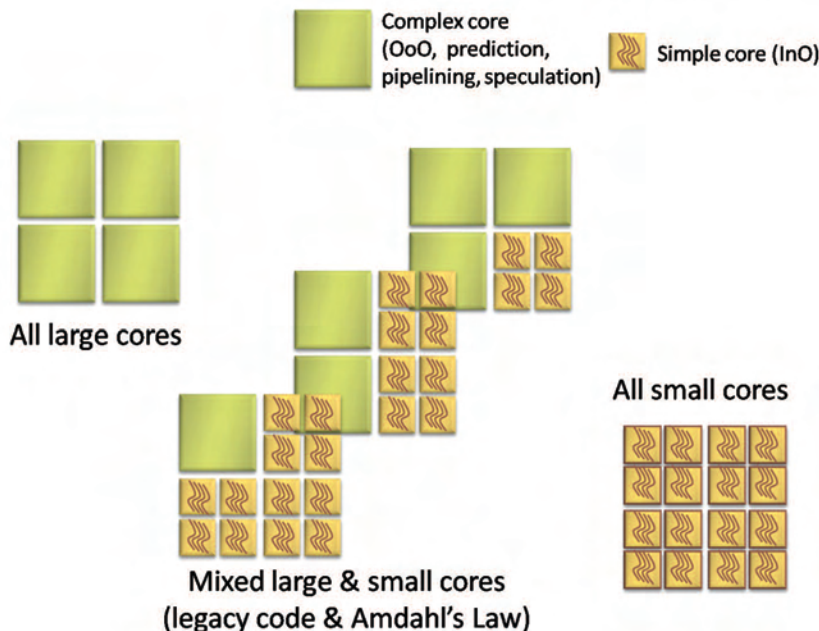 Complex core
(OoO, prediction,
pipelining, speculation)
Simple core (InO)
All large cores
All small cores
Mixed large & small cores
(legacy code & Amdahl's Law)